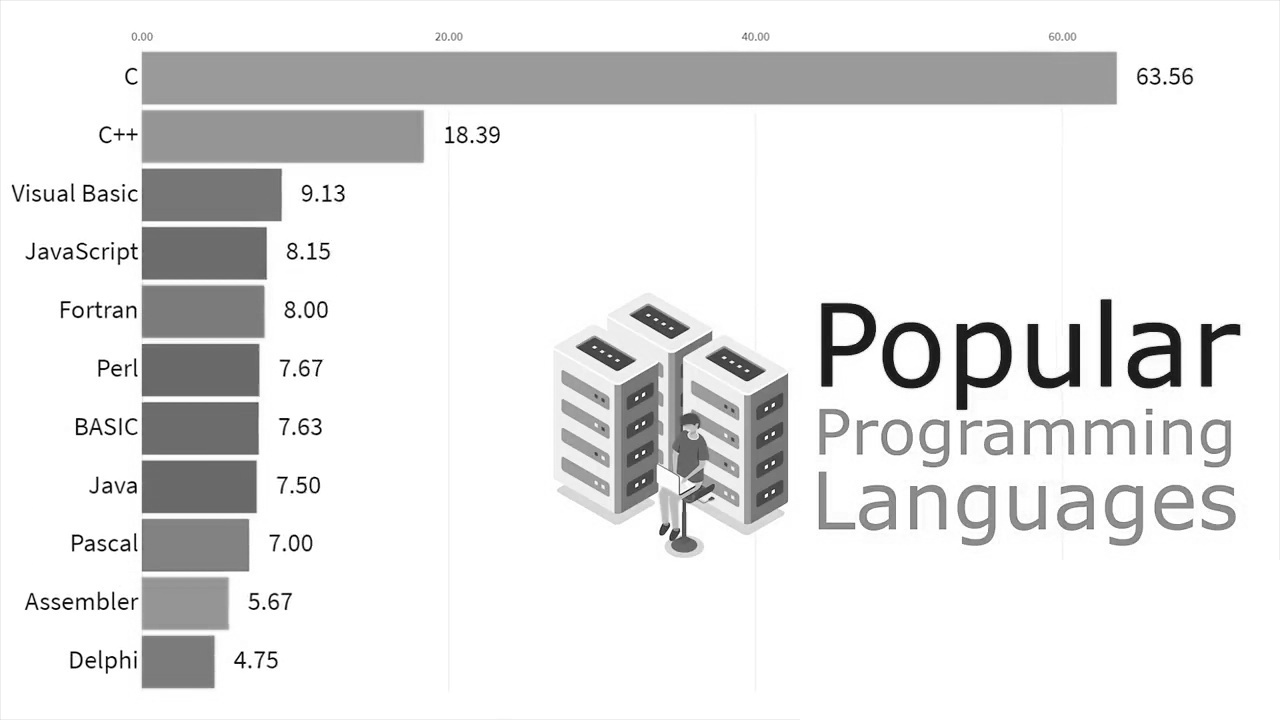 0.00 20.00 40.00 60.00
C 63.56
C++ 18.39
Visual Basic 9.13
JavaScript 8.15
Fortran 8.00
Perl 7.67
BASIC 7.63
Java 7.50
Pascal 7.00
Assembler 5.67
Delphi 4.75
Popular
Programming
Languages